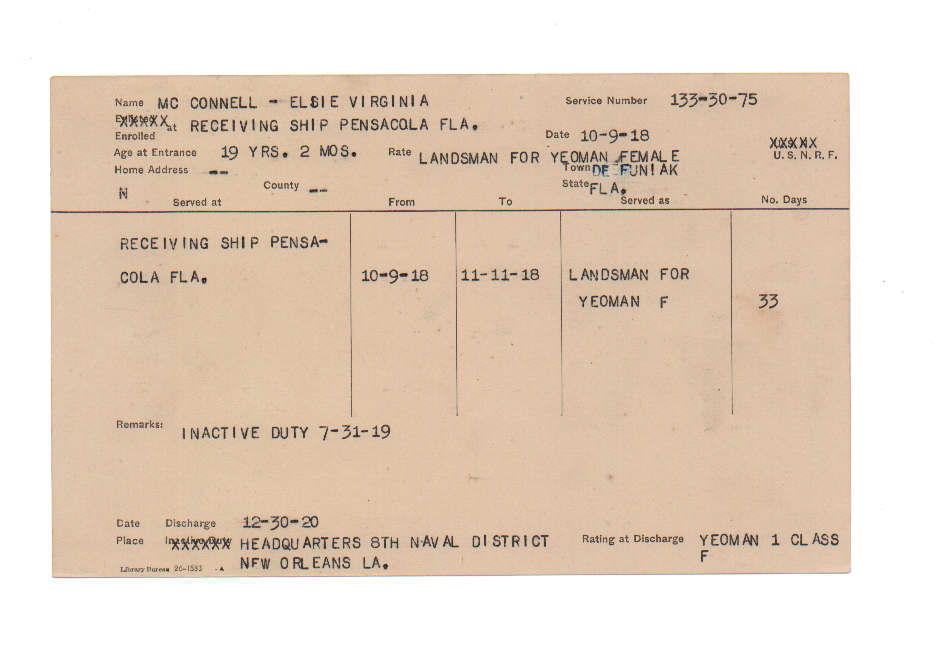 Name MC CONNELL - ELSIE VIRGINIA Service Number 133-30-75
Enlisted XXXXX at RECEIVING SHIP PENSACOLA FLA.
Enrolled Date 10-9-18 XXXXX
Age at Entrance 19 YRS. 2 MOS. Rate LANDSMAN FOR YEOMAN FEMALE U. S. N. R. F.
Home Address -- Town DE FUNIAK
N County -- State FLA.
Served at From To Served as No. Days
RECEIVING SHIP PENSA-
COLA FLA. 10-9-18 11-11-18 LANDSMAN FOR
YEOMAN F 33
Remarks: INACTIVE DUTY 7-31-19
Date Discharge 12-30-20
Place Inactive Duty XXXXXX HEADQUARTERS 8TH NAVAL DISTRICT Rating at Discharge YEOMAN 1 CLASS
NEW ORLEANS LA. F
Library Bureau 26-1583 A